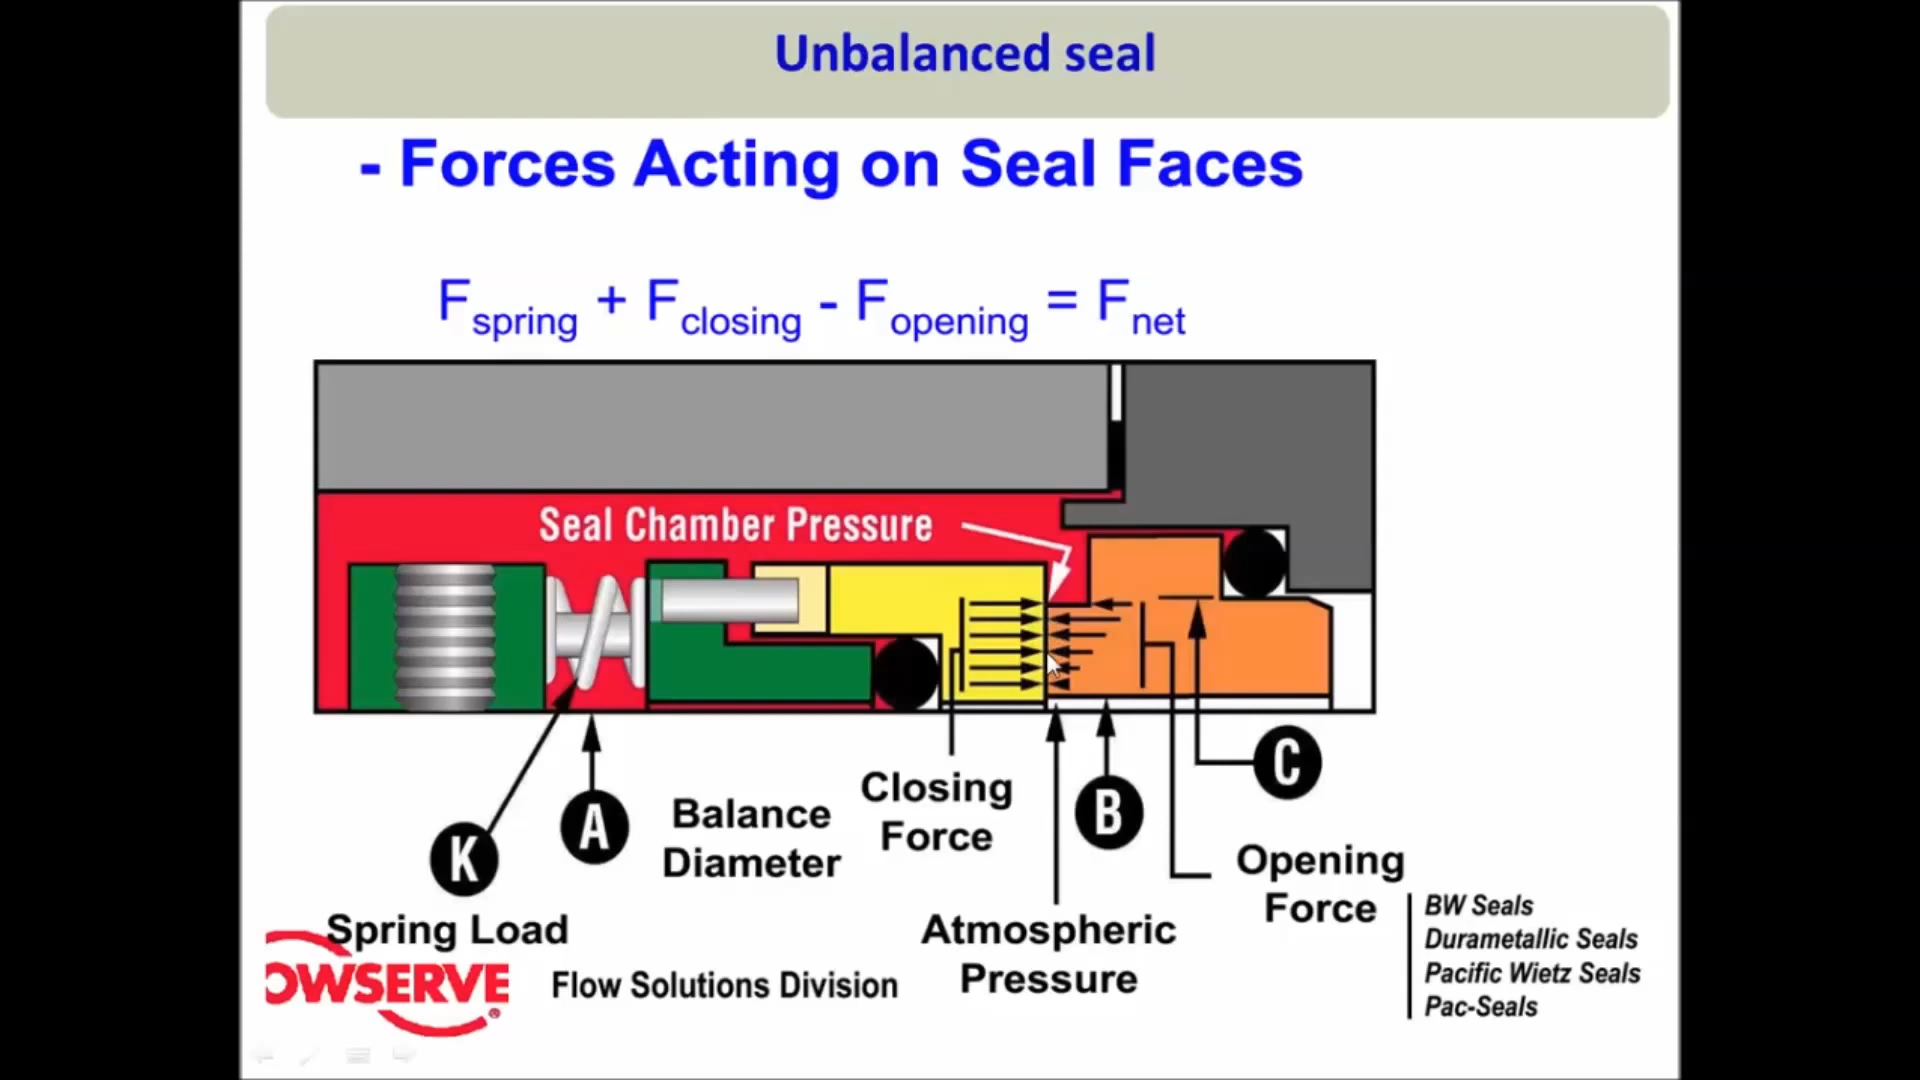 Unbalanced seal
- Forces Acting on Seal Faces
Fspring + Fclosing - Fopening = Fnet
Seal Chamber Pressure
K
A
B
C
Balance
Diameter
Closing
Force
Opening
Force
Spring Load
Atmospheric
Pressure
OWSERVE®
Flow Solutions Division
BW Seals
Durametallic Seals
Pacific Wietz Seals
Pac-Seals